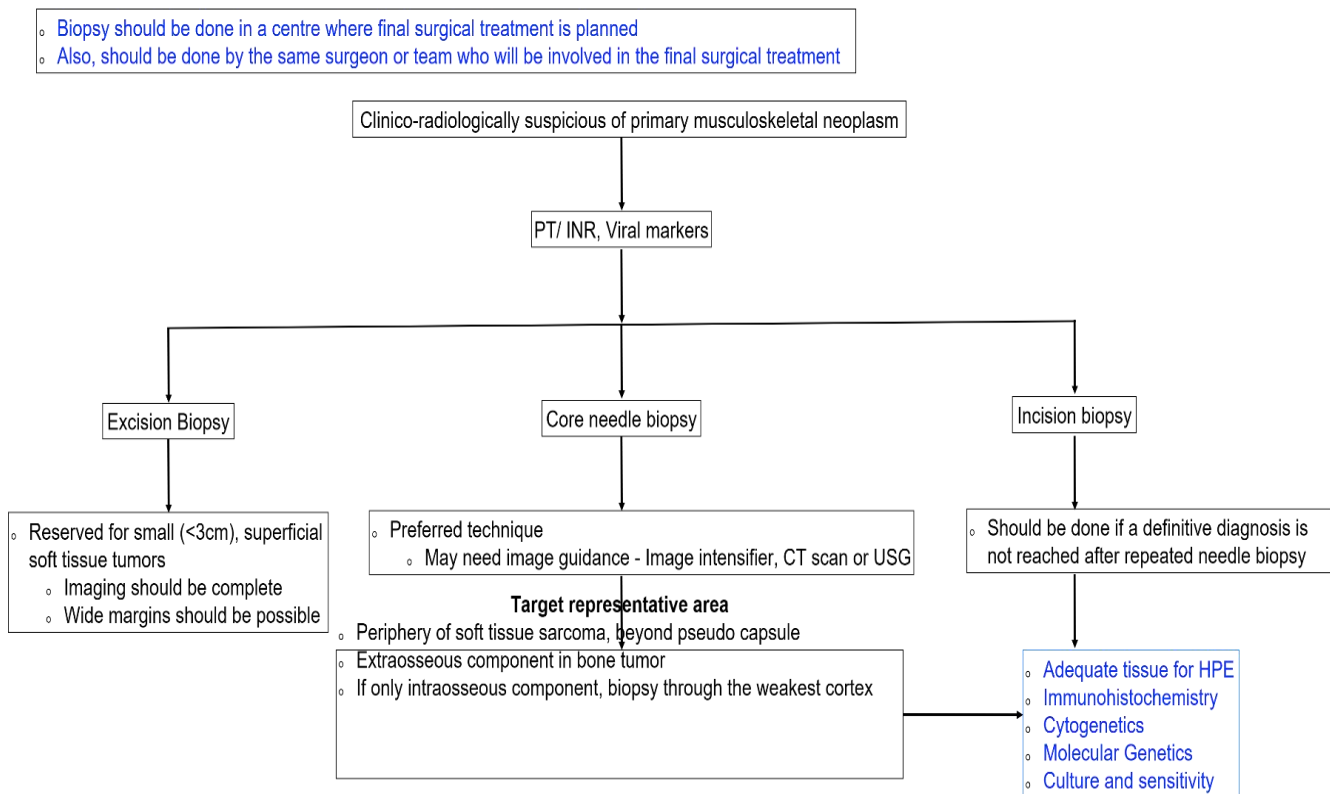 Biopsy should be done in a centre where final surgical treatment is planned
Also, should be done by the same surgeon or team who will be involved in the final surgical treatment
Clinico-radiologically suspicious of primary musculoskeletal neoplasm
PT/ INR, Viral markers
Excision Biopsy
Reserved for small (<3cm), superficial
soft tissue tumors
Imaging should be complete
Wide margins should be possible
Core needle biopsy
Preferred technique
May need image guidance - Image intensifier, CT scan or USG
Target representative area
Periphery of soft tissue sarcoma, beyond pseudo capsule
Extraosseous component in bone tumor
If only intraosseous component, biopsy through the weakest cortex
Incision biopsy
Should be done if a definitive diagnosis is
not reached after repeated needle biopsy
Adequate tissue for HPE
Immunohistochemistry
Cytogenetics
Molecular Genetics
Culture and sensitivity